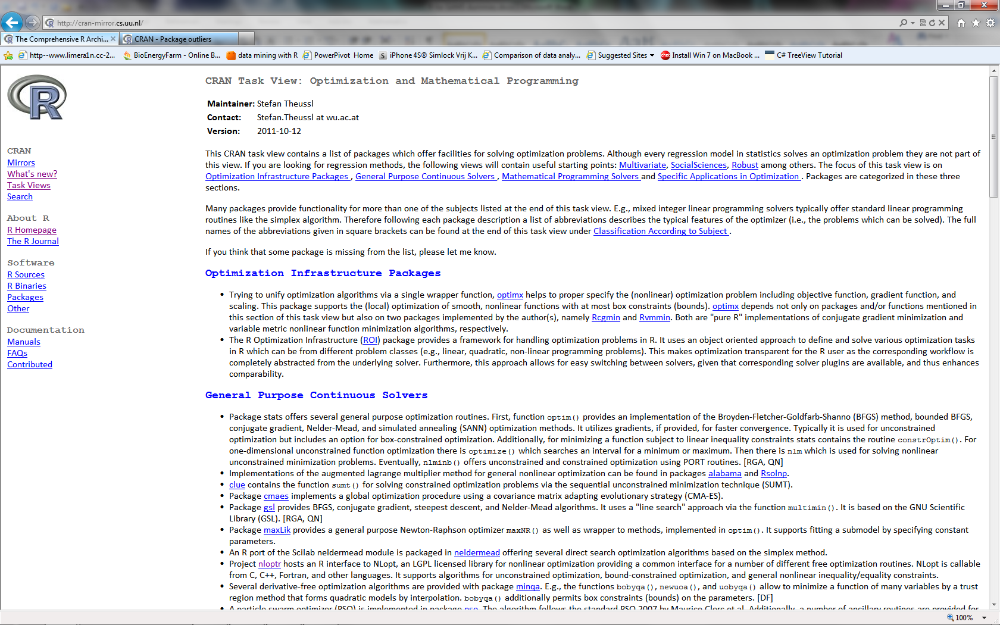 http://cran-mirror.cs.uu.nl/
The Comprehensive R Archi...
CRAN - Package outliers
http--www.limera1n.cc-2...
BioEnergyFarm - Online B...
data mining with R
PowerPivot Home
iPhone 4S® Simlock Vrij K...
Comparison of data analy...
Suggested Sites
Install Win 7 on MacBook ...
C# TreeView Tutorial
R
CRAN
Mirrors
What's new?
Task Views
Search
About R
R Homepage
The R Journal
Software
R Sources
R Binaries
Packages
Other
Documentation
Manuals
FAQs
Contributed
CRAN Task View: Optimization and Mathematical Programming
Maintainer: Stefan Theussl
Contact: Stefan.Theussl at wu.ac.at
Version: 2011-10-12
This CRAN task view contains a list of packages which offer facilities for solving optimization problems. Although every regression model in statistics solves an optimization problem they are not part of
this view. If you are looking for regression methods, the following views will contain useful starting points: Multivariate, SocialSciences, Robust among others. The focus of this task view is on
Optimization Infrastructure Packages , General Purpose Continuous Solvers , Mathematical Programming Solvers and Specific Applications in Optimization . Packages are categorized in these three
sections.
Many packages provide functionality for more than one of the subjects listed at the end of this task view. E.g., mixed integer linear programming solvers typically offer standard linear programming
routines like the simplex algorithm. Therefore following each package description a list of abbreviations describes the typical features of the optimizer (i.e., the problems which can be solved). The full
names of the abbreviations given in square brackets can be found at the end of this task view under Classification According to Subject .
If you think that some package is missing from the list, please let me know.
Optimization Infrastructure Packages
• Trying to unify optimization algorithms via a single wrapper function, optimx helps to proper specify the (nonlinear) optimization problem including objective function, gradient function, and
scaling. This package supports the (local) optimization of smooth, nonlinear functions with at most box constraints (bounds). optimx depends not only on packages and/or functions mentioned in
this section of this task view but also on two packages implemented by the author(s), namely Rcgmin and Rvmmin. Both are "pure R" implementations of conjugate gradient minimization and
variable metric nonlinear function minimization algorithms, respectively.
• The R Optimization Infrastructure (ROI) package provides a framework for handling optimization problems in R. It uses an object oriented approach to define and solve various optimization tasks
in R which can be from different problem classes (e.g., linear, quadratic, non-linear programming problems). This makes optimization transparent for the R user as the corresponding workflow is
completely abstracted from the underlying solver. Furthermore, this approach allows for easy switching between solvers, given that corresponding solver plugins are available, and thus enhances
comparability.
General Purpose Continuous Solvers
• Package stats offers several general purpose optimization routines. First, function optim() provides an implementation of the Broyden-Fletcher-Goldfarb-Shanno (BFGS) method, bounded BFGS,
conjugate gradient, Nelder-Mead, and simulated annealing (SANN) optimization methods. It utilizes gradients, if provided, for faster convergence. Typically it is used for unconstrained
optimization but includes an option for box-constrained optimization. Additionally, for minimizing a function subject to linear inequality constraints stats contains the routine constrOptim(). For
one-dimensional unconstrained function optimization there is optimize() which searches an interval for a minimum or maximum. Then there is nlm which is used for solving nonlinear
unconstrained minimization problems. Eventually, nlminb() offers unconstrained and constrained optimization using PORT routines. [RGA, QN]
• Implementations of the augmented lagrange multiplier method for general nonlinear optimization can be found in packages alabama and Rsolnp.
• clue contains the function sumt() for solving constrained optimization problems via the sequential unconstrained minimization technique (SUMT).
• Package cmaes implements a global optimization procedure using a covariance matrix adapting evolutionary strategy (CMA-ES).
• Package gsl provides BFGS, conjugate gradient, steepest descent, and Nelder-Mead algorithms. It uses a "line search" approach via the function multimin(). It is based on the GNU Scientific
Library (GSL). [RGA, QN]
• Package maxLik provides a general purpose Newton-Raphson optimizer maxNR() as well as wrapper to methods, implemented in optim(). It supports fitting a submodel by specifying constant
parameters.
• An R port of the Scilab neldermead module is packaged in neldermead offering several direct search optimization algorithms based on the simplex method.
• Project nloptr hosts an R interface to NLopt, an LGPL licensed library for nonlinear optimization providing a common interface for a number of different free optimization routines. NLopt is callable
from C, C++, Fortran, and other languages. It supports algorithms for unconstrained optimization, bound-constrained optimization, and general nonlinear inequality/equality constraints.
• Several derivative-free optimization algorithms are provided with package minqa. E.g., the functions bobyqa(), newuoa(), and uobyqa() allow to minimize a function of many variables by a trust
region method that forms quadratic models by interpolation. bobyqa() additionally permits box constraints (bounds) on the parameters. [DF]
• A particle swarm optimizer (PSO) is implemented in package pso. The algorithm follows the standard PSO 2007 by Maurice Clerc et al. Additionally, a number of ancillary routines are provided for
100%